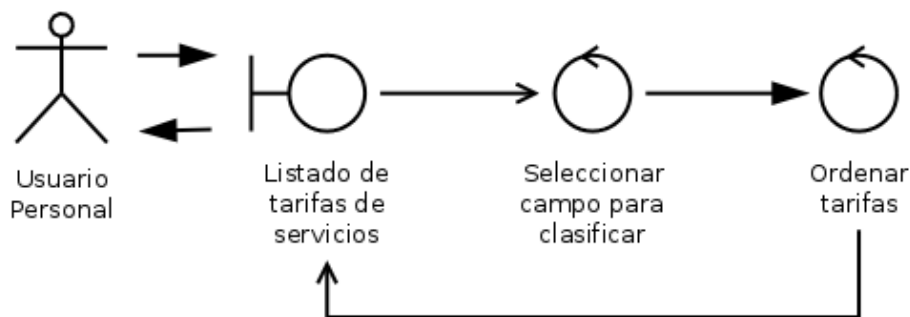 Usuario
Personal
Listado de
tarifas de
servicios
Seleccionar
campo para
clasificar
Ordenar
tarifas